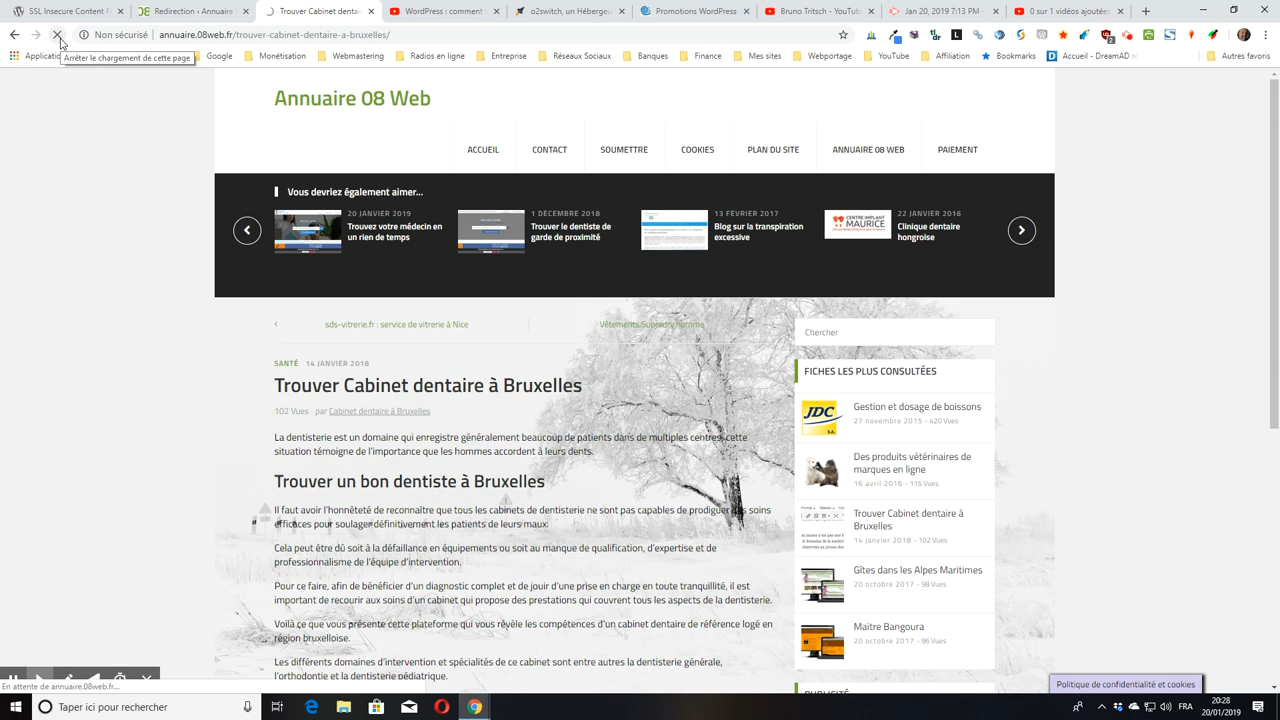 SSL Insecure Content F
Redirection ‹ Annuaire
Trouver Cabinet dentai
WordPress : comment s
o2switch, un Héberge
Promotions WordPress
Bruno Tritsch - YouTube
Jan 20, 2019 7:13 PM -
0 sur 1 vidéos ajoutées
Non sécurisé
annuaire.08web.fr/trouver-cabinet-dentaire-a-bruxelles/
Arrêter le chargement de cette page
Google
Monétisation
Webmastering
Radios en ligne
Entreprise
Réseaux Sociaux
Banques
Finance
Mes sites
Webportage
YouTube
Affiliation
Bookmarks
Accueil - DreamAD
Autres favoris
Annuaire 08 Web
ACCUEIL
CONTACT
SOUMETTRE
COOKIES
PLAN DU SITE
ANNUAIRE 08 WEB
PAIEMENT
Vous devriez également aimer...
20 JANVIER 2019
Trouvez votre médecin en
un rien de temps
1 DÉCEMBRE 2018
Trouver le dentiste de
garde de proximité
13 FÉVRIER 2017
Blog sur la transpiration
excessive
CENTRE IMPLANT
MAURICE
22 JANVIER 2016
Clinique dentaire
hongroise
sds-vitrerie.fr : service de vitrerie à Nice
Vêtements Superdry homme
SANTÉ 14 JANVIER 2018
Trouver Cabinet dentaire à Bruxelles
102 Vues par Cabinet dentaire à Bruxelles
La dentisterie est un domaine qui enregistre généralement beaucoup de patients dans de multiples centres, cette
situation témoigne de l'importance que les hommes accordent à leurs dents.
Trouver un bon dentiste à Bruxelles
Il faut avoir l'honnêteté de reconnaître que tous les cabinets de dentisterie ne sont pas capables de prodiguer des soins
efficaces pour soulager définitivement les patients de leurs maux.
Cela peut être dû soit à la défaillance en équipements ou soit au manque de qualification, d'expertise et de
professionnalisme de l'équipe d'intervention.
Pour ce faire, afin de bénéficier d'un diagnostic complet et de jouir d'une prise en charge en toute tranquillité, il est
important de recourir aux soins d'un cabinet qui propose des prestations qui couvrent tous les aspects de la dentisterie.
Voilà ce que vous présente cette plateforme qui vous révèle les compétences d'un cabinet dentaire de référence logé en
région bruxelloise.
Les différents domaines d'intervention et spécialités de ce cabinet sont entre autres la dentisterie générale,
l'orthodontie et la dentisterie pédiatrique.
Chercher
FICHES LES PLUS CONSULTÉES
JDC
S.A.
Gestion et dosage de boissons
27 novembre 2015 - 420 Vues
Des produits vétérinaires de
marques en ligne
16 avril 2016 - 115 Vues
Trouver Cabinet dentaire à
Bruxelles
14 janvier 2018 - 102 Vues
Gîtes dans les Alpes Maritimes
20 octobre 2017 - 98 Vues
Maitre Bangoura
20 octobre 2017 - 96 Vues
PUBLICITÉ
Politique de confidentialité et cookies
En attente de annuaire.08web.fr...
Taper ici pour rechercher
FRA
20:28
20/01/2019